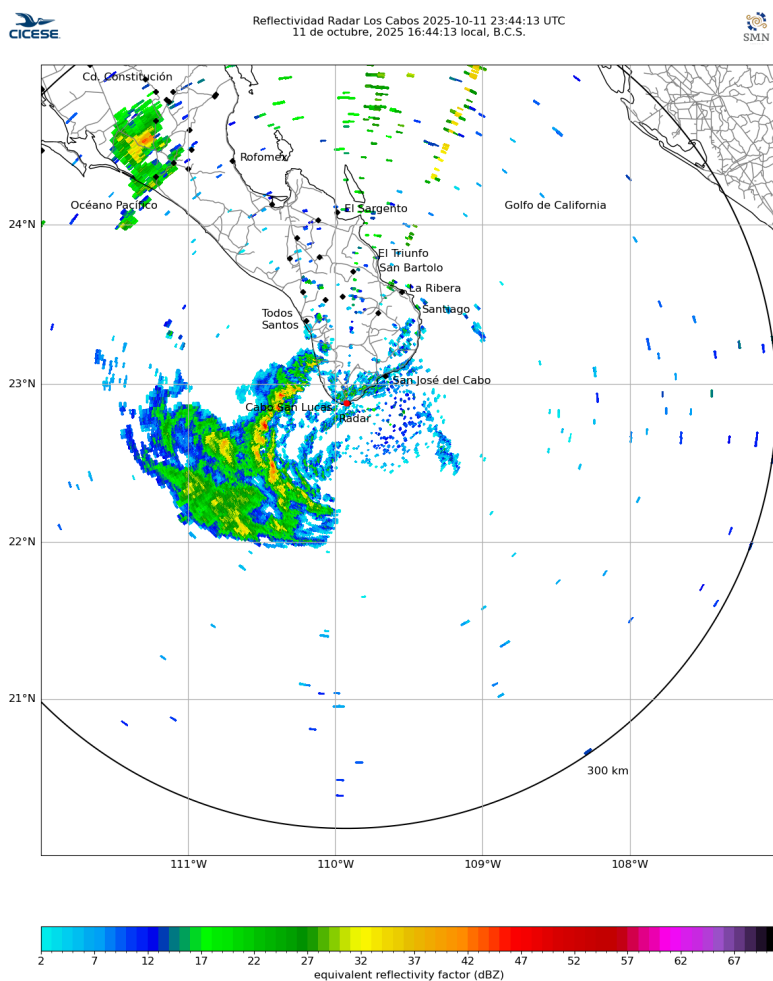 CICESE
Reflectividad Radar Los Cabos 2025-10-11 23:44:13 UTC
11 de octubre, 2025 16:44:13 local, B.C.S.
SMN
Cd. Constitución
Rofomex
Océano Pacífico
El Sargento
Golfo de California
24°N
El Triunfo
San Bartolo
La Ribera
Todos
Santos
Santiago
23°N
San José del Cabo
Cabo San Lucas
Radar
22°N
21°N
300 km
111°W 110°W 109°W 108°W
2 7 12 17 22 27 32 37 42 47 52 57 62 67
equivalent reflectivity factor (dBZ)